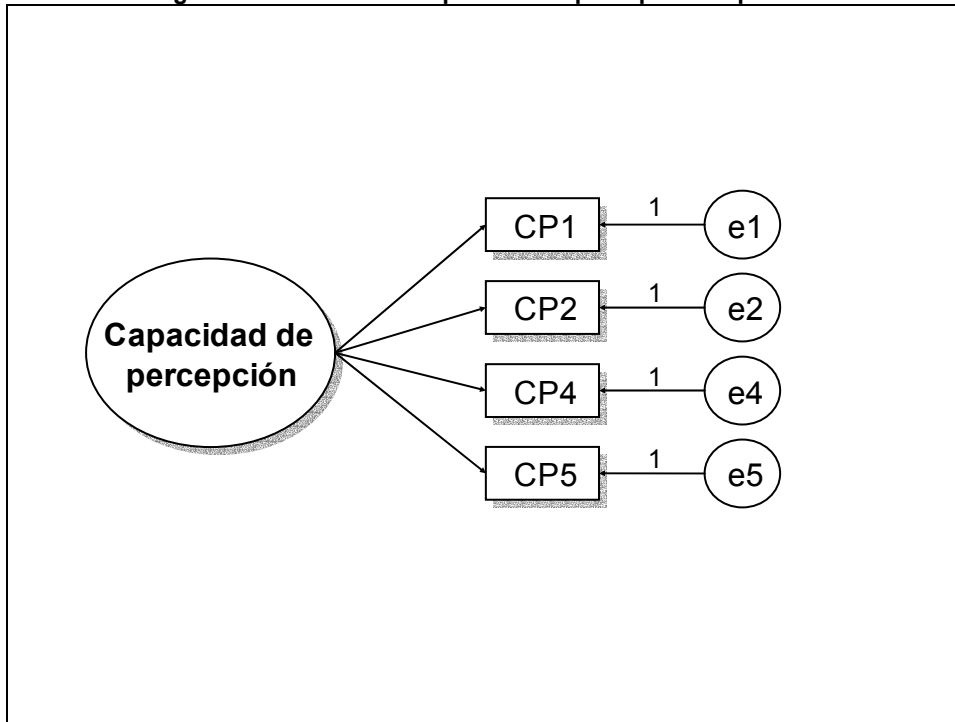 CP1
1
e1
CP2
1
e2
Capacidad de
percepción
CP4
1
e4
CP5
1
e5